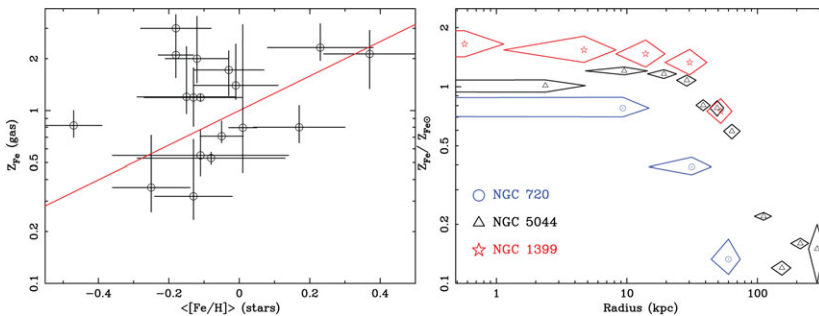 2
1
0.5
0.2
0.1
Z_Fe (gas)
−0.4 −0.2 0 0.2 0.4
<[Fe/H]> (stars)
2
1
0.5
0.2
0.1
Z_Fe/ Z_Fe⊙
NGC 720
NGC 5044
NGC 1399
1 10 100
Radius (kpc)